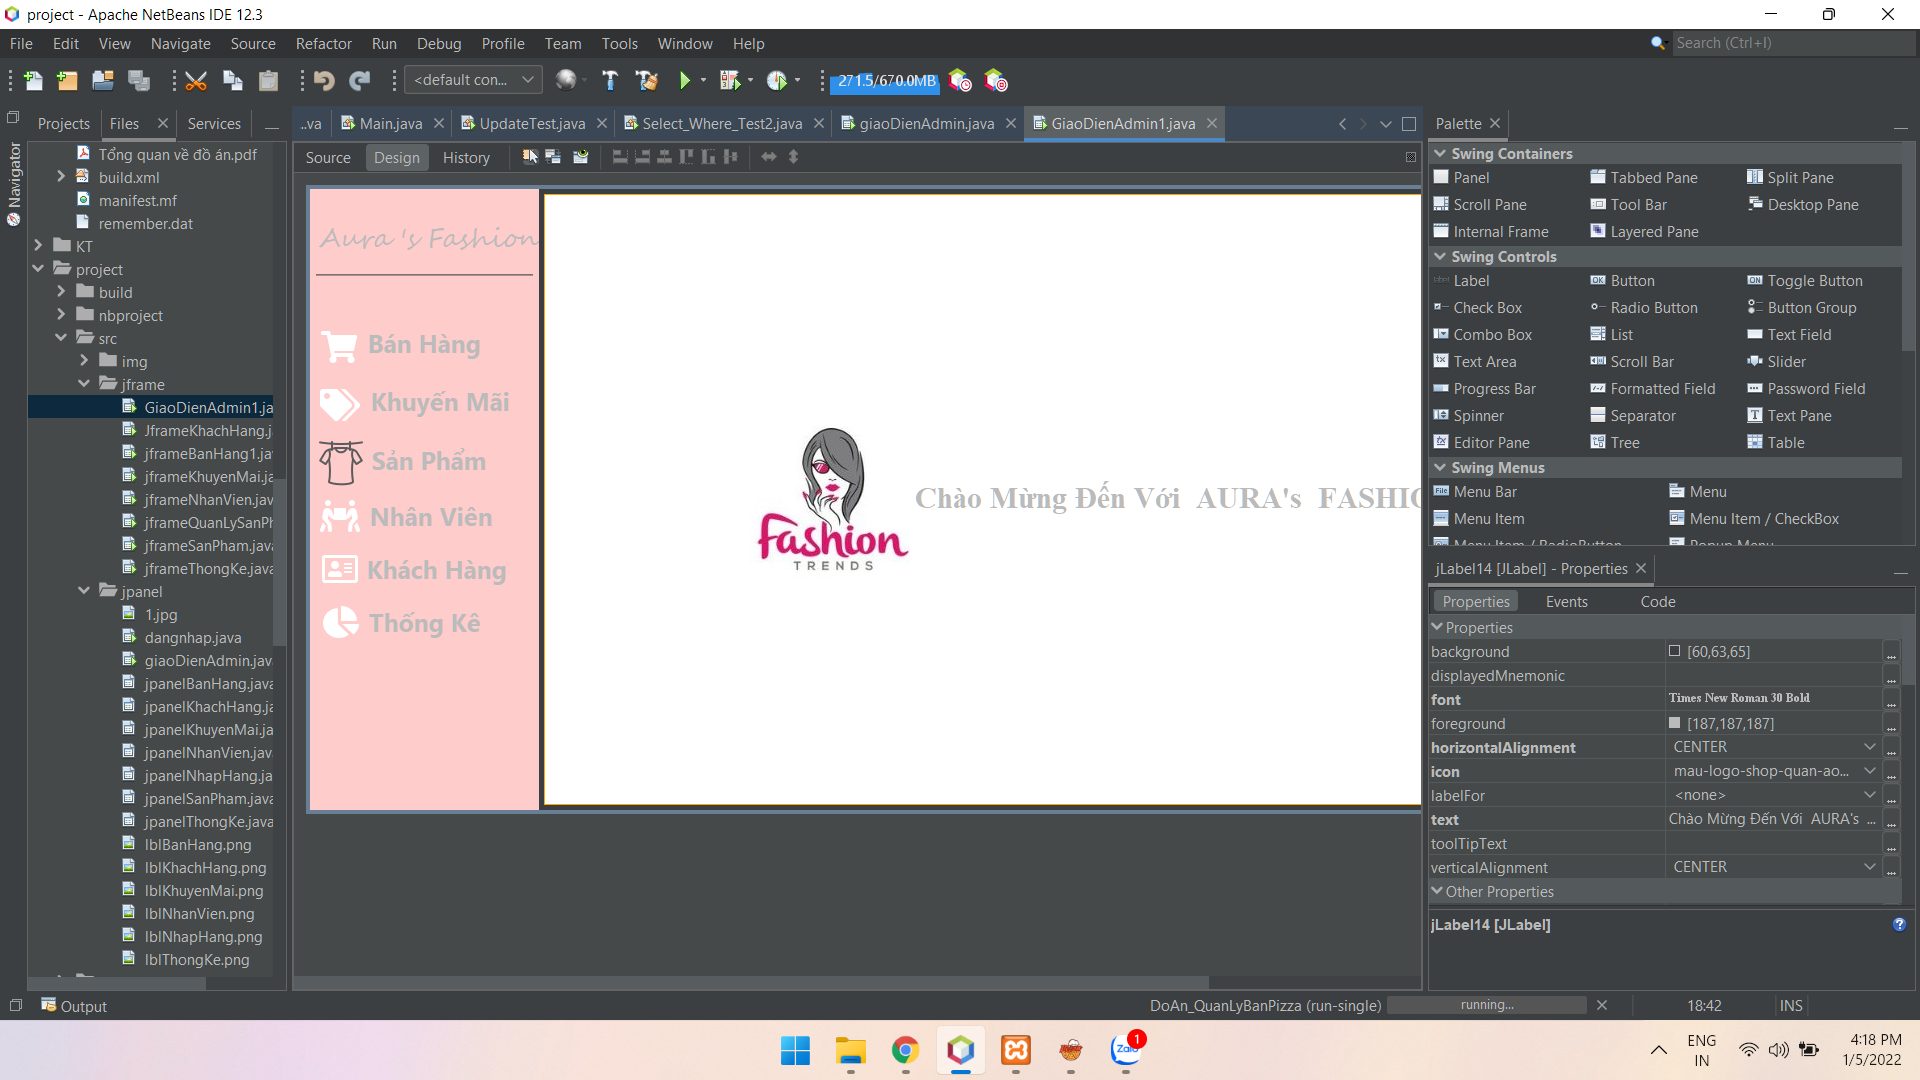 project - Apache NetBeans IDE 12.3
File Edit View Navigate Source Refactor Run Debug Profile Team Tools Window Help
Search (Ctrl+I)
<default con...
271.5/670.0MB
Projects Files Services
..va Main.java UpdateTest.java Select_Where_Test2.java giaoDienAdmin.java GiaoDienAdmin1.java
Source Design History
Navigator
Tổng quan về đồ án.pdf
build.xml
manifest.mf
remember.dat
KT
project
build
nbproject
src
img
jframe
GiaoDienAdmin1.ja
JframeKhachHang.j
jframeBanHang1.ja
jframeKhuyenMai.ja
jframeNhanVien.jav
jframeQuanLySanPh
jframeSanPham.java
jframeThongKe.java
jpanel
1.jpg
dangnhap.java
giaoDienAdmin.jav
jpanelBanHang.java
jpanelKhachHang.ja
jpanelKhuyenMai.ja
jpanelNhanVien.jav
jpanelNhapHang.ja
jpanelSanPham.java
jpanelThongKe.java
lblBanHang.png
lblKhachHang.png
lblKhuyenMai.png
lblNhanVien.png
lblNhapHang.png
lblThongKe.png
Aura 's Fashion
Bán Hàng
Khuyến Mãi
Sản Phẩm
Nhân Viên
Khách Hàng
Thống Kê
Fashion
TRENDS
Chào Mừng Đến Với AURA's FASHIO
Palette
Swing Containers
Panel Tabbed Pane Split Pane
Scroll Pane Tool Bar Desktop Pane
Internal Frame Layered Pane
Swing Controls
Label Button Toggle Button
Check Box Radio Button Button Group
Combo Box List Text Field
Text Area Scroll Bar Slider
Progress Bar Formatted Field Password Field
Spinner Separator Text Pane
Editor Pane Tree Table
Swing Menus
Menu Bar Menu
Menu Item Menu Item / CheckBox
Menu Item / RadioButton Popup Menu
jLabel14 [JLabel] - Properties
Properties Events Code
Properties
background [60,63,65]
displayedMnemonic
font Times New Roman 30 Bold
foreground [187,187,187]
horizontalAlignment CENTER
icon mau-logo-shop-quan-ao...
labelFor <none>
text Chào Mừng Đến Với AURA's ...
toolTipText
verticalAlignment CENTER
Other Properties
jLabel14 [JLabel]
Output
DoAn_QuanLyBanPizza (run-single) running... 18:42 INS
Zalo 1
ENG
IN
4:18 PM
1/5/2022